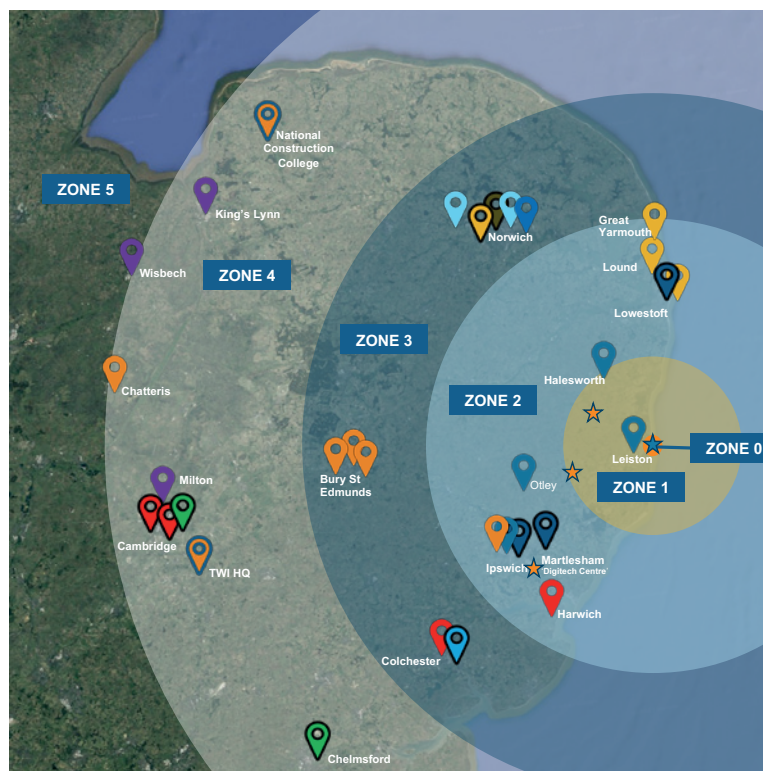 National
Construction
College
ZONE 5
King's Lynn
Great
Yarmouth
Norwich
Wisbech
ZONE 4
Lound
Lowestoft
ZONE 3
Halesworth
Chatteris
ZONE 2
ZONE 0
Leiston
Bury St
Edmunds
Milton
Otley
ZONE 1
Cambridge
TWI HQ
Ipswich
Martlesham
'Digitech Centre'
Harwich
Colchester
Chelmsford